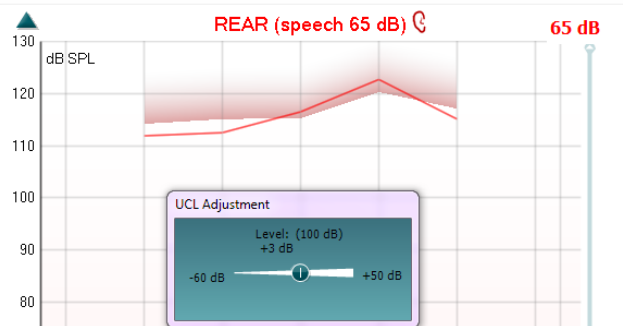 REAR (speech 65 dB)
65 dB
130
dB SPL
120
110
100
UCL Adjustment
Level: (100 dB)
+3 dB
90
-60 dB
+50 dB
80